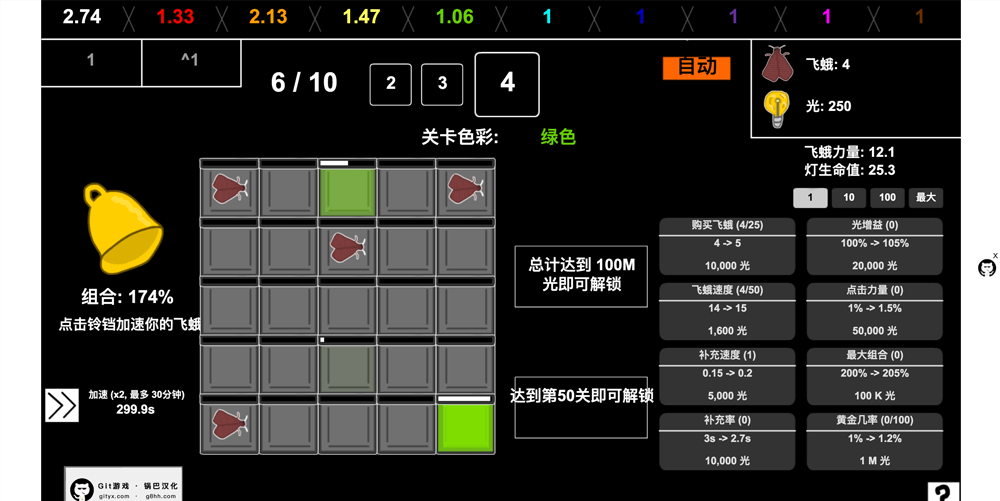 2.74 1.33 2.13 1.47 1.06 1 1 1 1 1
1 ^1
6 / 10 2 3 4
自动
飞蛾: 4
光: 250
关卡色彩: 绿色
飞蛾力量: 12.1
灯生命值: 25.3
1 10 100 最大
购买飞蛾 (4/25)
4 -> 5
10,000 光
光增益 (0)
100% -> 105%
20,000 光
飞蛾速度 (4/50)
14 -> 15
1,600 光
点击力量 (0)
1% -> 1.5%
50,000 光
补充速度 (1)
0.15 -> 0.2
5,000 光
最大组合 (0)
200% -> 205%
100 K 光
补充率 (0)
3s -> 2.7s
10,000 光
黄金几率 (0/100)
1% -> 1.2%
1 M 光
总计达到 100M
光即可解锁
达到第50关即可解锁
组合: 174%
点击铃铛加速你的飞蛾
加速 (x2, 最多 30分钟)
299.9s
Git游戏 · 锅巴汉化
gityx.com · g8hh.com
?
x